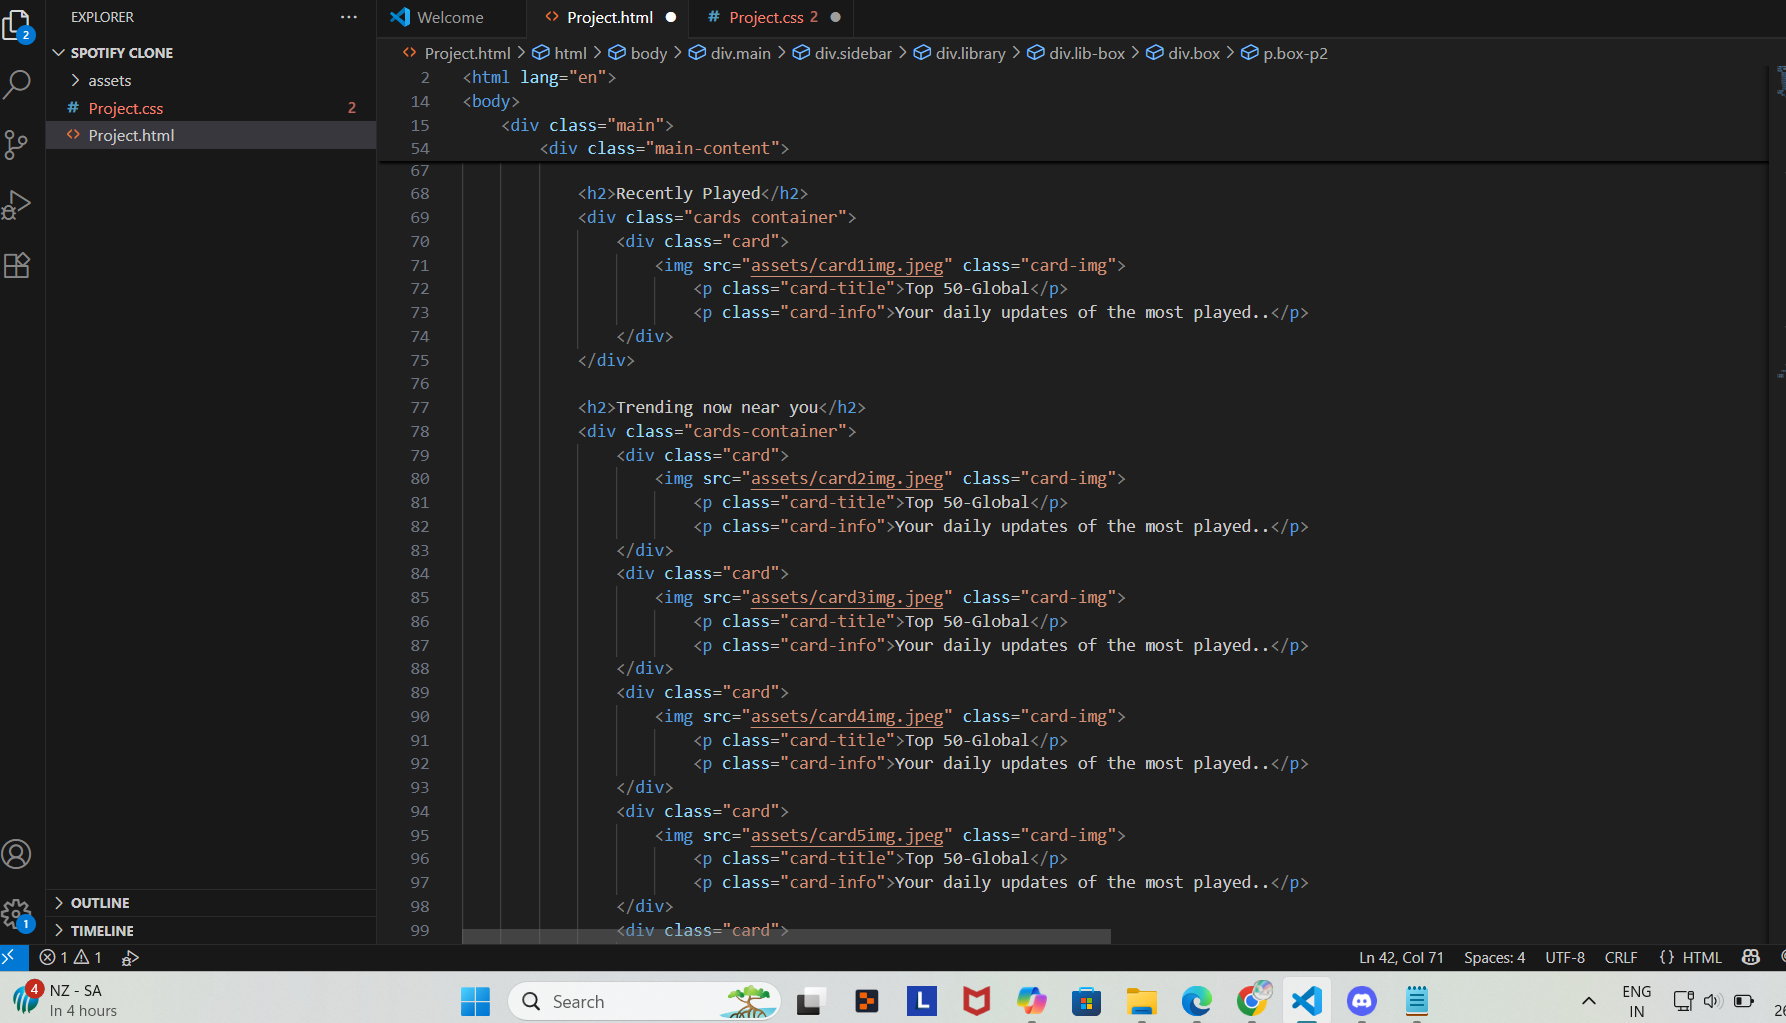 EXPLORER
Welcome
Project.html
# Project.css 2
2
SPOTIFY CLONE
assets
# Project.css 2
Project.html
Project.html > html > body > div.main > div.sidebar > div.library > div.lib-box > div.box > p.box-p2
2 <html lang="en">
14 <body>
15 <div class="main">
54 <div class="main-content">
67
68 <h2>Recently Played</h2>
69 <div class="cards container">
70 <div class="card">
71 <img src="assets/card1img.jpeg" class="card-img">
72 <p class="card-title">Top 50-Global</p>
73 <p class="card-info">Your daily updates of the most played..</p>
74 </div>
75 </div>
76
77 <h2>Trending now near you</h2>
78 <div class="cards-container">
79 <div class="card">
80 <img src="assets/card2img.jpeg" class="card-img">
81 <p class="card-title">Top 50-Global</p>
82 <p class="card-info">Your daily updates of the most played..</p>
83 </div>
84 <div class="card">
85 <img src="assets/card3img.jpeg" class="card-img">
86 <p class="card-title">Top 50-Global</p>
87 <p class="card-info">Your daily updates of the most played..</p>
88 </div>
89 <div class="card">
90 <img src="assets/card4img.jpeg" class="card-img">
91 <p class="card-title">Top 50-Global</p>
92 <p class="card-info">Your daily updates of the most played..</p>
93 </div>
94 <div class="card">
95 <img src="assets/card5img.jpeg" class="card-img">
96 <p class="card-title">Top 50-Global</p>
97 <p class="card-info">Your daily updates of the most played..</p>
98 </div>
99 <div class="card">
OUTLINE
1
TIMELINE
1 1
Ln 42, Col 71 Spaces: 4 UTF-8 CRLF {} HTML
4
NZ - SA
In 4 hours
Search
L
ENG
IN